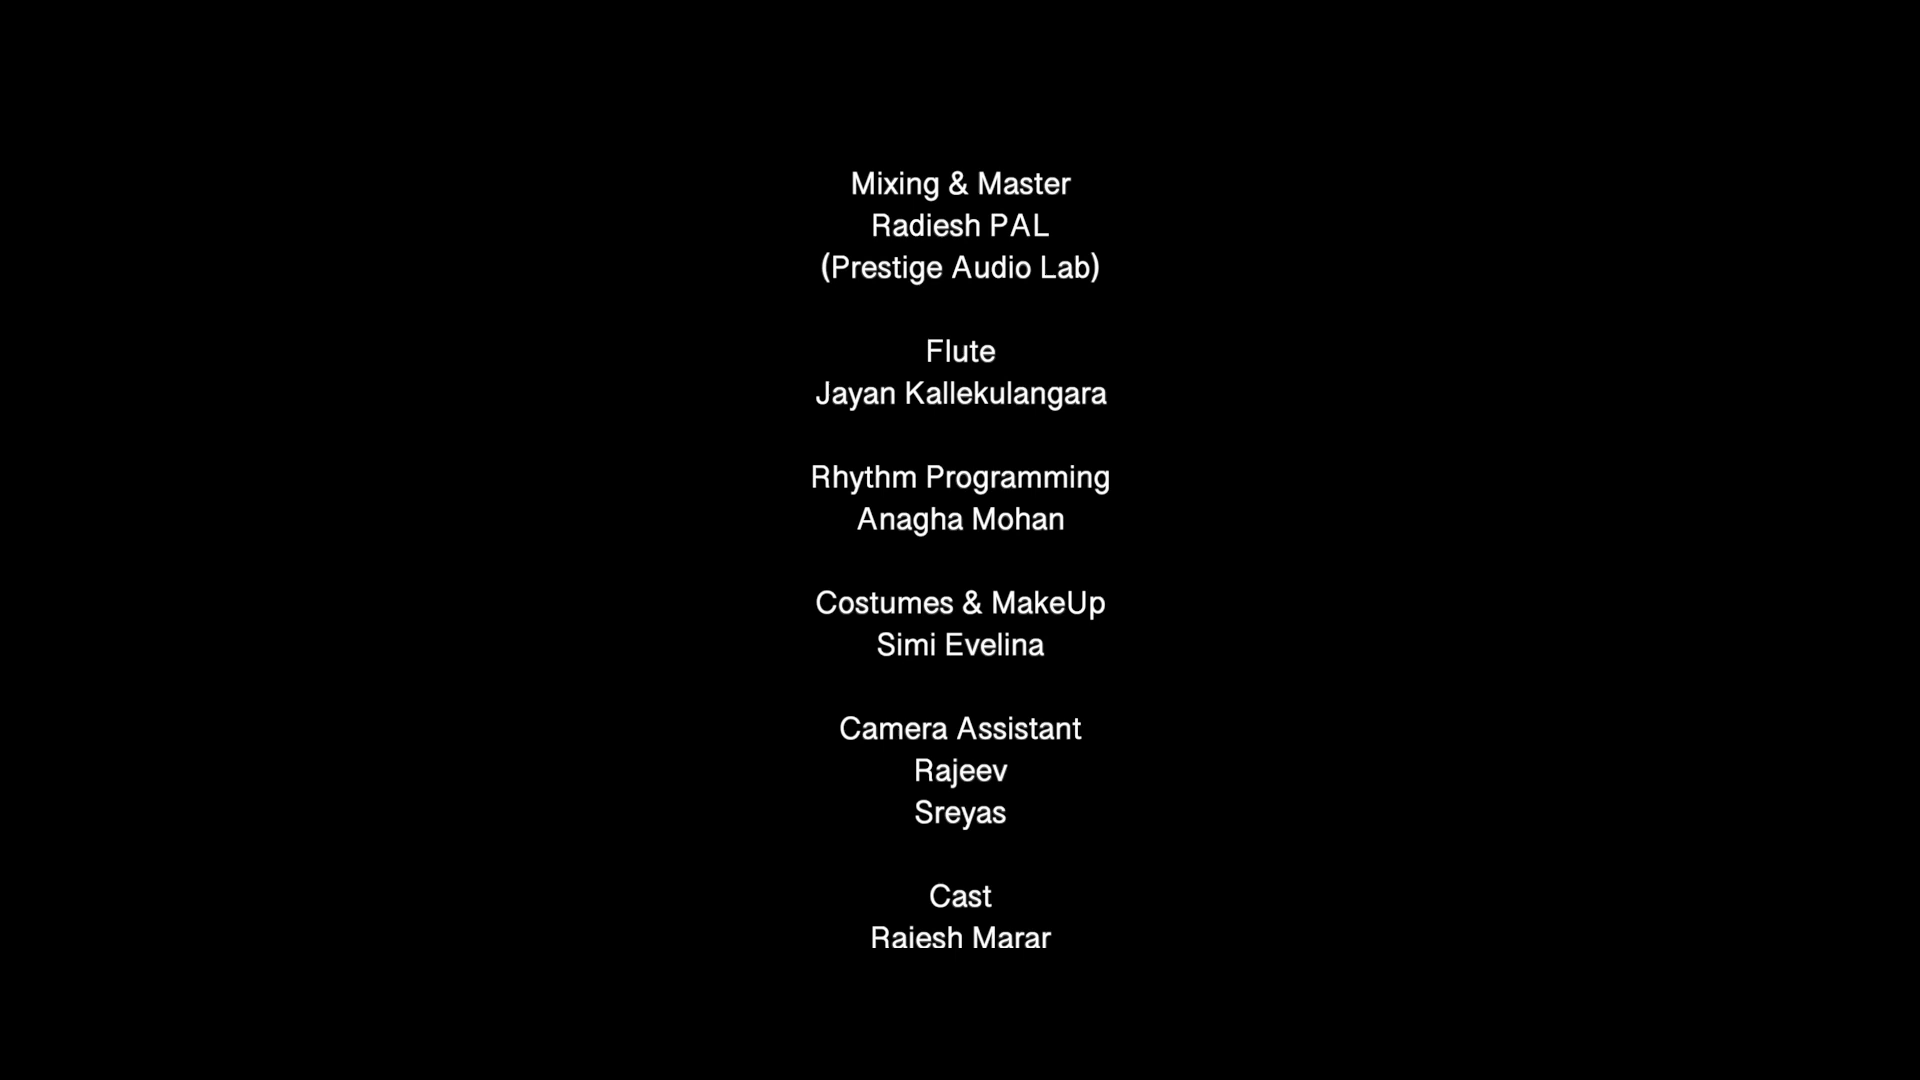 Mixing & Master
Radiesh PAL
(Prestige Audio Lab)
Flute
Jayan Kallekulangara
Rhythm Programming
Anagha Mohan
Costumes & MakeUp
Simi Evelina
Camera Assistant
Rajeev
Sreyas
Cast
Rajesh Marar